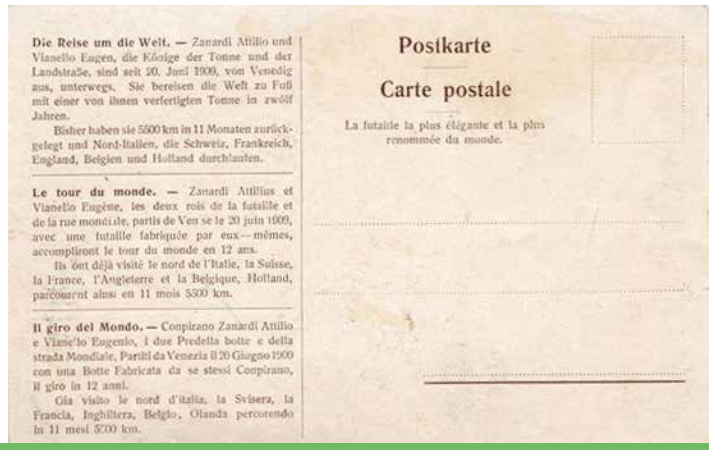 Die Reise um die Welt. — Zanardi Attilio und
Vianello Eugen, die Könige der Tonne und der
Landstraße, sind seit 20. Juni 1909, von Venedig
aus, unterwegs. Sie bereisen die Welt zu Fuß
mit einer von ihnen verfertigten Tonne in zwölf
Jahren.
Bisher haben sie 5500 km in 11 Monaten zurück-
gelegt und Nord-Italien, die Schweiz, Frankreich,
England, Belgien und Holland durchlaufen.
Le tour du monde. — Zanardi Attilius et
Vianello Eugène, les deux rois de la futaille et
de la rue mondiale, partis de Ven se le 20 juin 1909,
avec une futaille fabriquée par eux—mêmes,
accompliront le tour du monde en 12 ans.
Ils ont déjà visité le nord de l'Italie, la Suisse,
la France, l'Angleterre et la Belgique, Holland,
parcourent ainsi en 11 mois 5500 km.
Il giro del Mondo. — Conpirano Zanardi Attilio
e Vianello Eugenio, i due Predella botte e della
strada Mondiale, Partiti da Venezia il 20 Giugno 1909
con una Botte Fabricata da se stessi Conpirano,
il giro in 12 anni.
Gia visito le nord d'italia, la Svisera, la
Francia, Inghiltera, Belgio, Olanda percorendo
in 11 mesi 5500 km.
Postkarte
Carte postale
La futaille la plus élégante et la plus
renommée du monde.